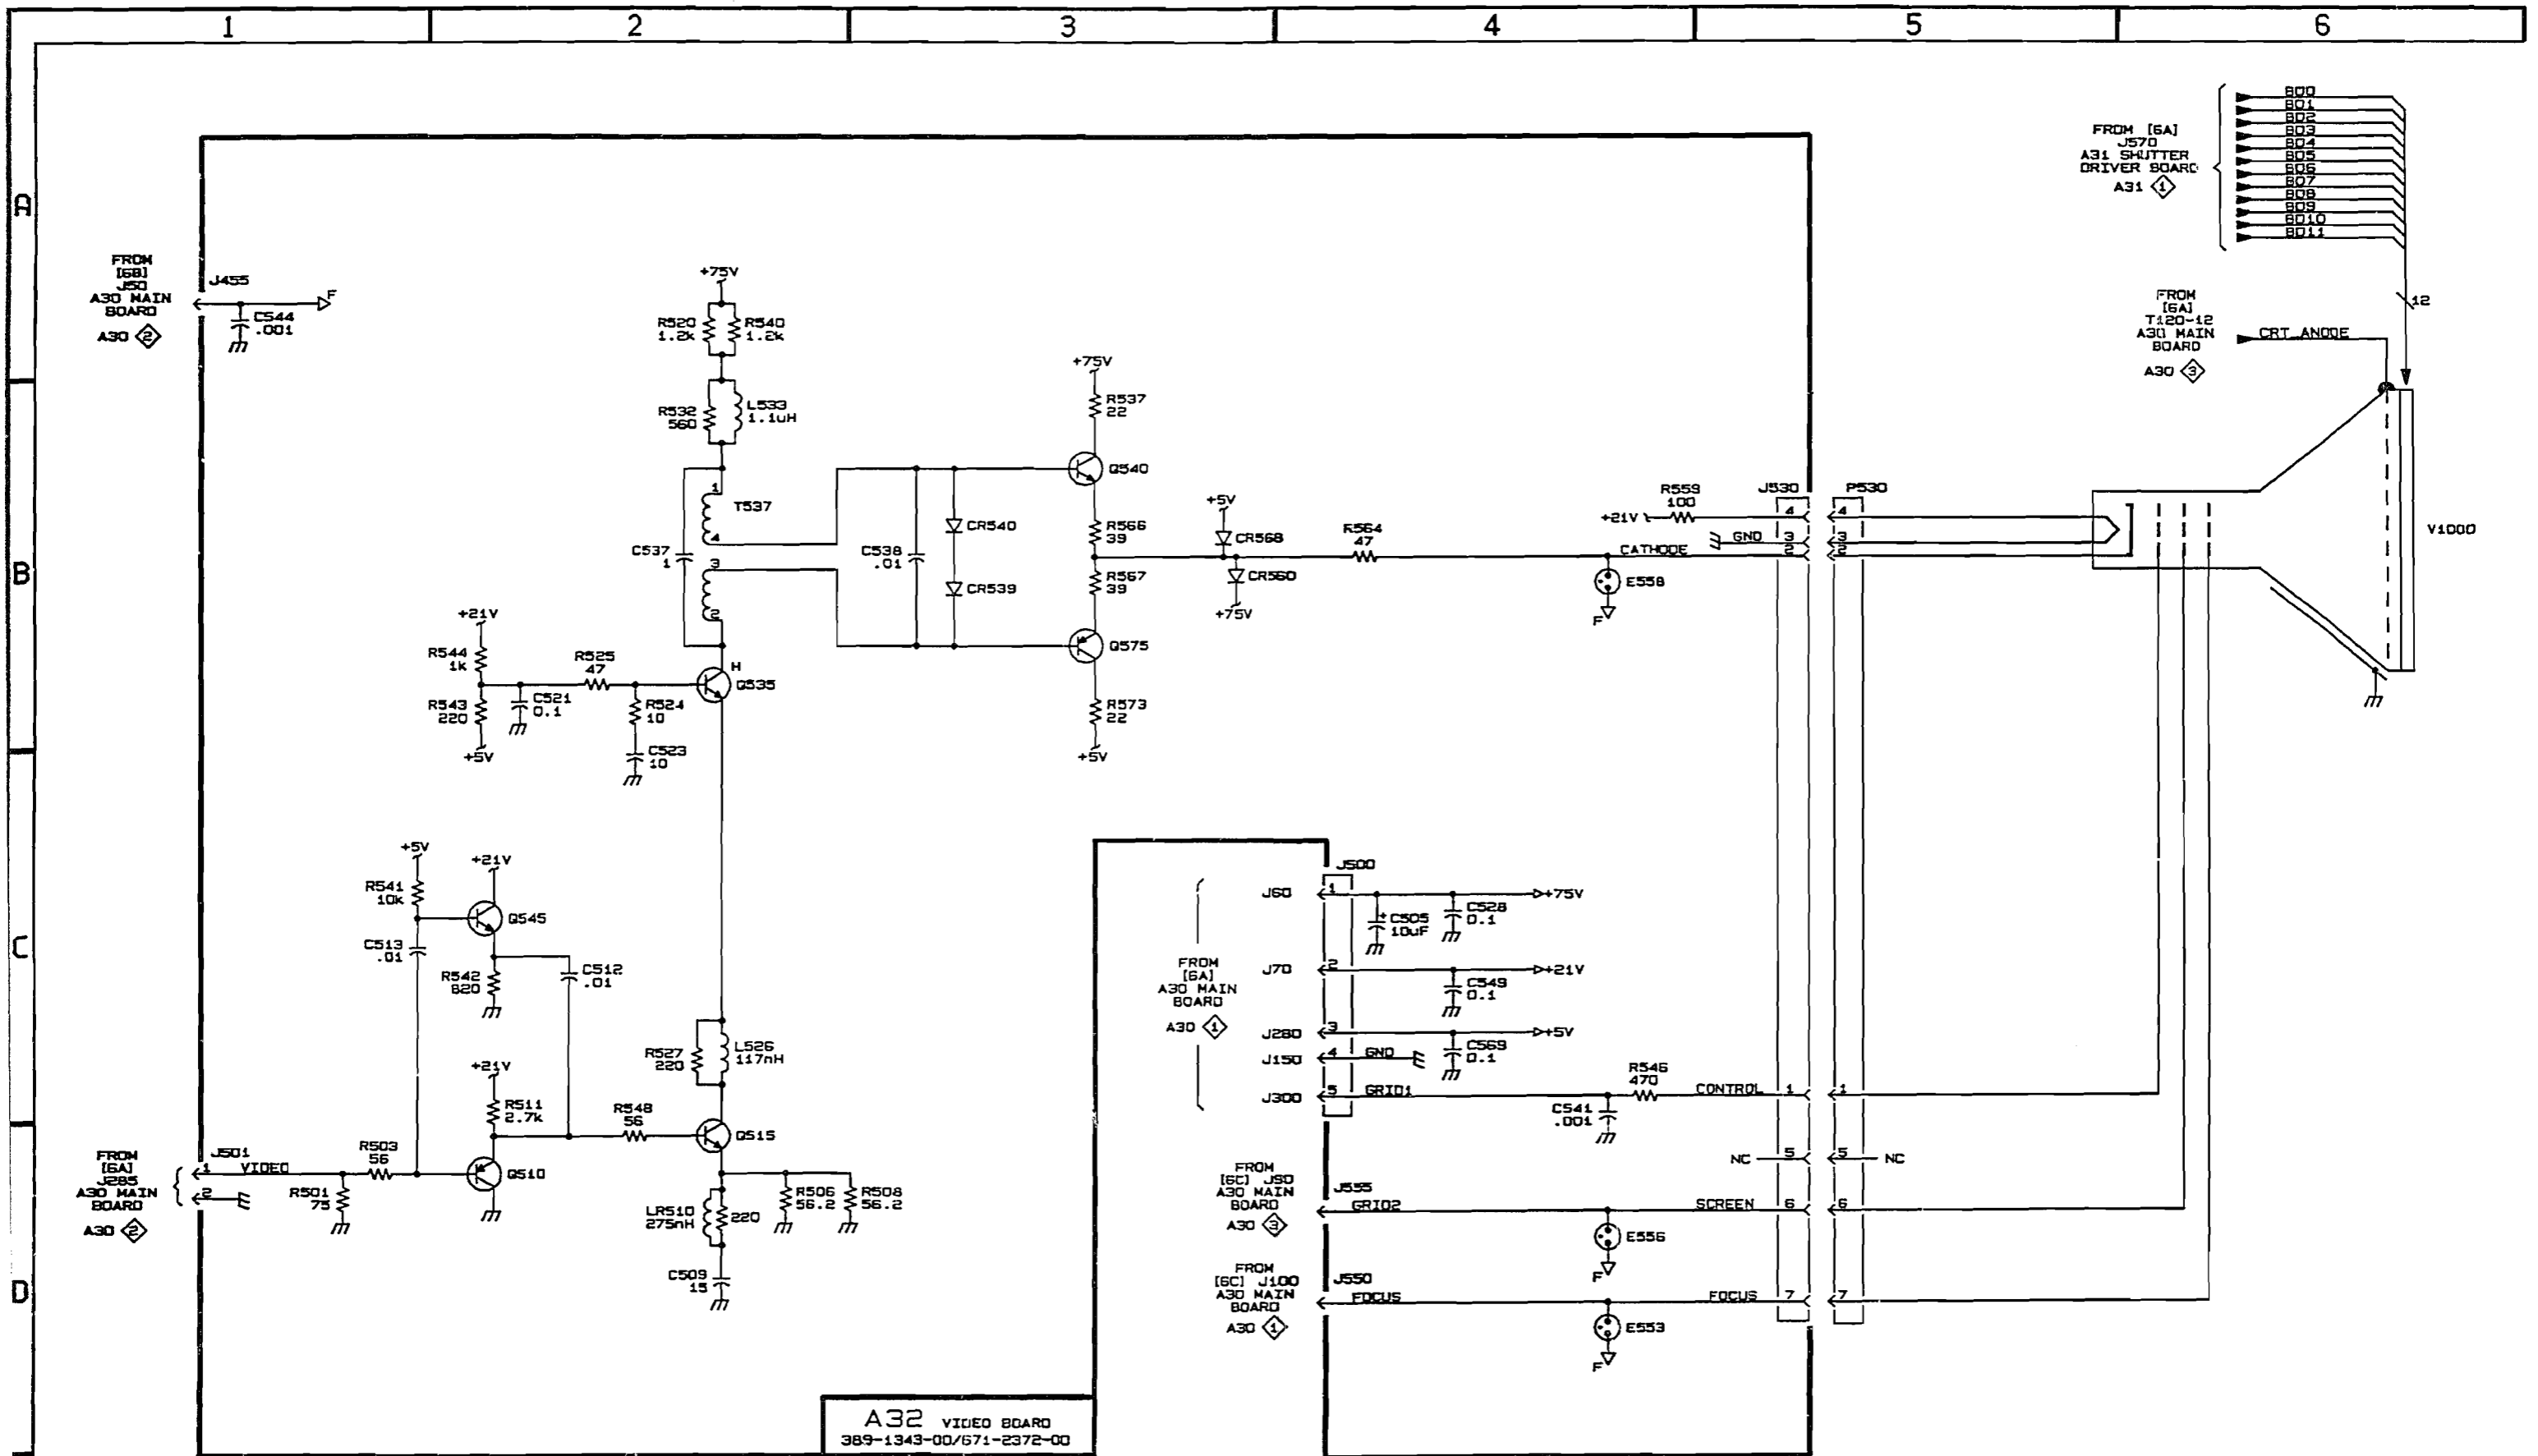 1 2 3 4 5 6
A
B
C
D
FROM [6A]
J570
A31 SHUTTER
DRIVER BOARD
A31 1
BD0
BD1
BD2
BD3
BD4
BD5
BD6
BD7
BD8
BD9
BD10
BD11
12
FROM
[6A]
T120-12
A30 MAIN
BOARD
A30 3
CRT ANODE
V1000
FROM
[6B]
J50
A30 MAIN
BOARD
A30 2
J455
F
C544
.001
+75V
R520
1.2k
R540
1.2k
R532
560
L533
1.1uH
1
T537
4
C537
1
3
2
H
Q535
+21V
R544
1k
R543
220
+5V
C521
0.1
R525
47
R524
10
C523
10
C538
.01
CR540
CR539
+75V
R537
22
Q540
R566
39
R567
39
Q575
R573
22
+5V
+5V
CR568
CR560
+75V
R564
47
R559
100
+21V
GND
CATHODE
E558
F
J530
P530
4 4
3 3
2 2
+5V
R541
10k
+21V
Q545
C513
.01
R542
820
C512
.01
+21V
R511
2.7k
R548
56
R527
220
L526
117nH
Q515
FROM
[6A]
J285
A30 MAIN
BOARD
A30 2
J501
1 VIDEO
2
R501
75
R503
56
Q510
LR510
275nH
220
R506
56.2
R508
56.2
C509
15
FROM
[6A]
A30 MAIN
BOARD
A30 1
J500
J60 1 +75V
C505
10uF
+
C528
0.1
J70 2 +21V
C549
0.1
J280 3 +5V
C569
0.1
J150 4 GND
J300 5 GRID1
C541
.001
R546
470
CONTROL 1 1
NC 5 5 NC
FROM
[6C] J90
A30 MAIN
BOARD
A30 3
J555
GRID2
SCREEN 6 6
E556
F
FROM
[6C] J100
A30 MAIN
BOARD
A30 1
J550
FOCUS
FOCUS 7 7
E553
F
A32 VIDEO BOARD
389-1343-00/671-2372-00